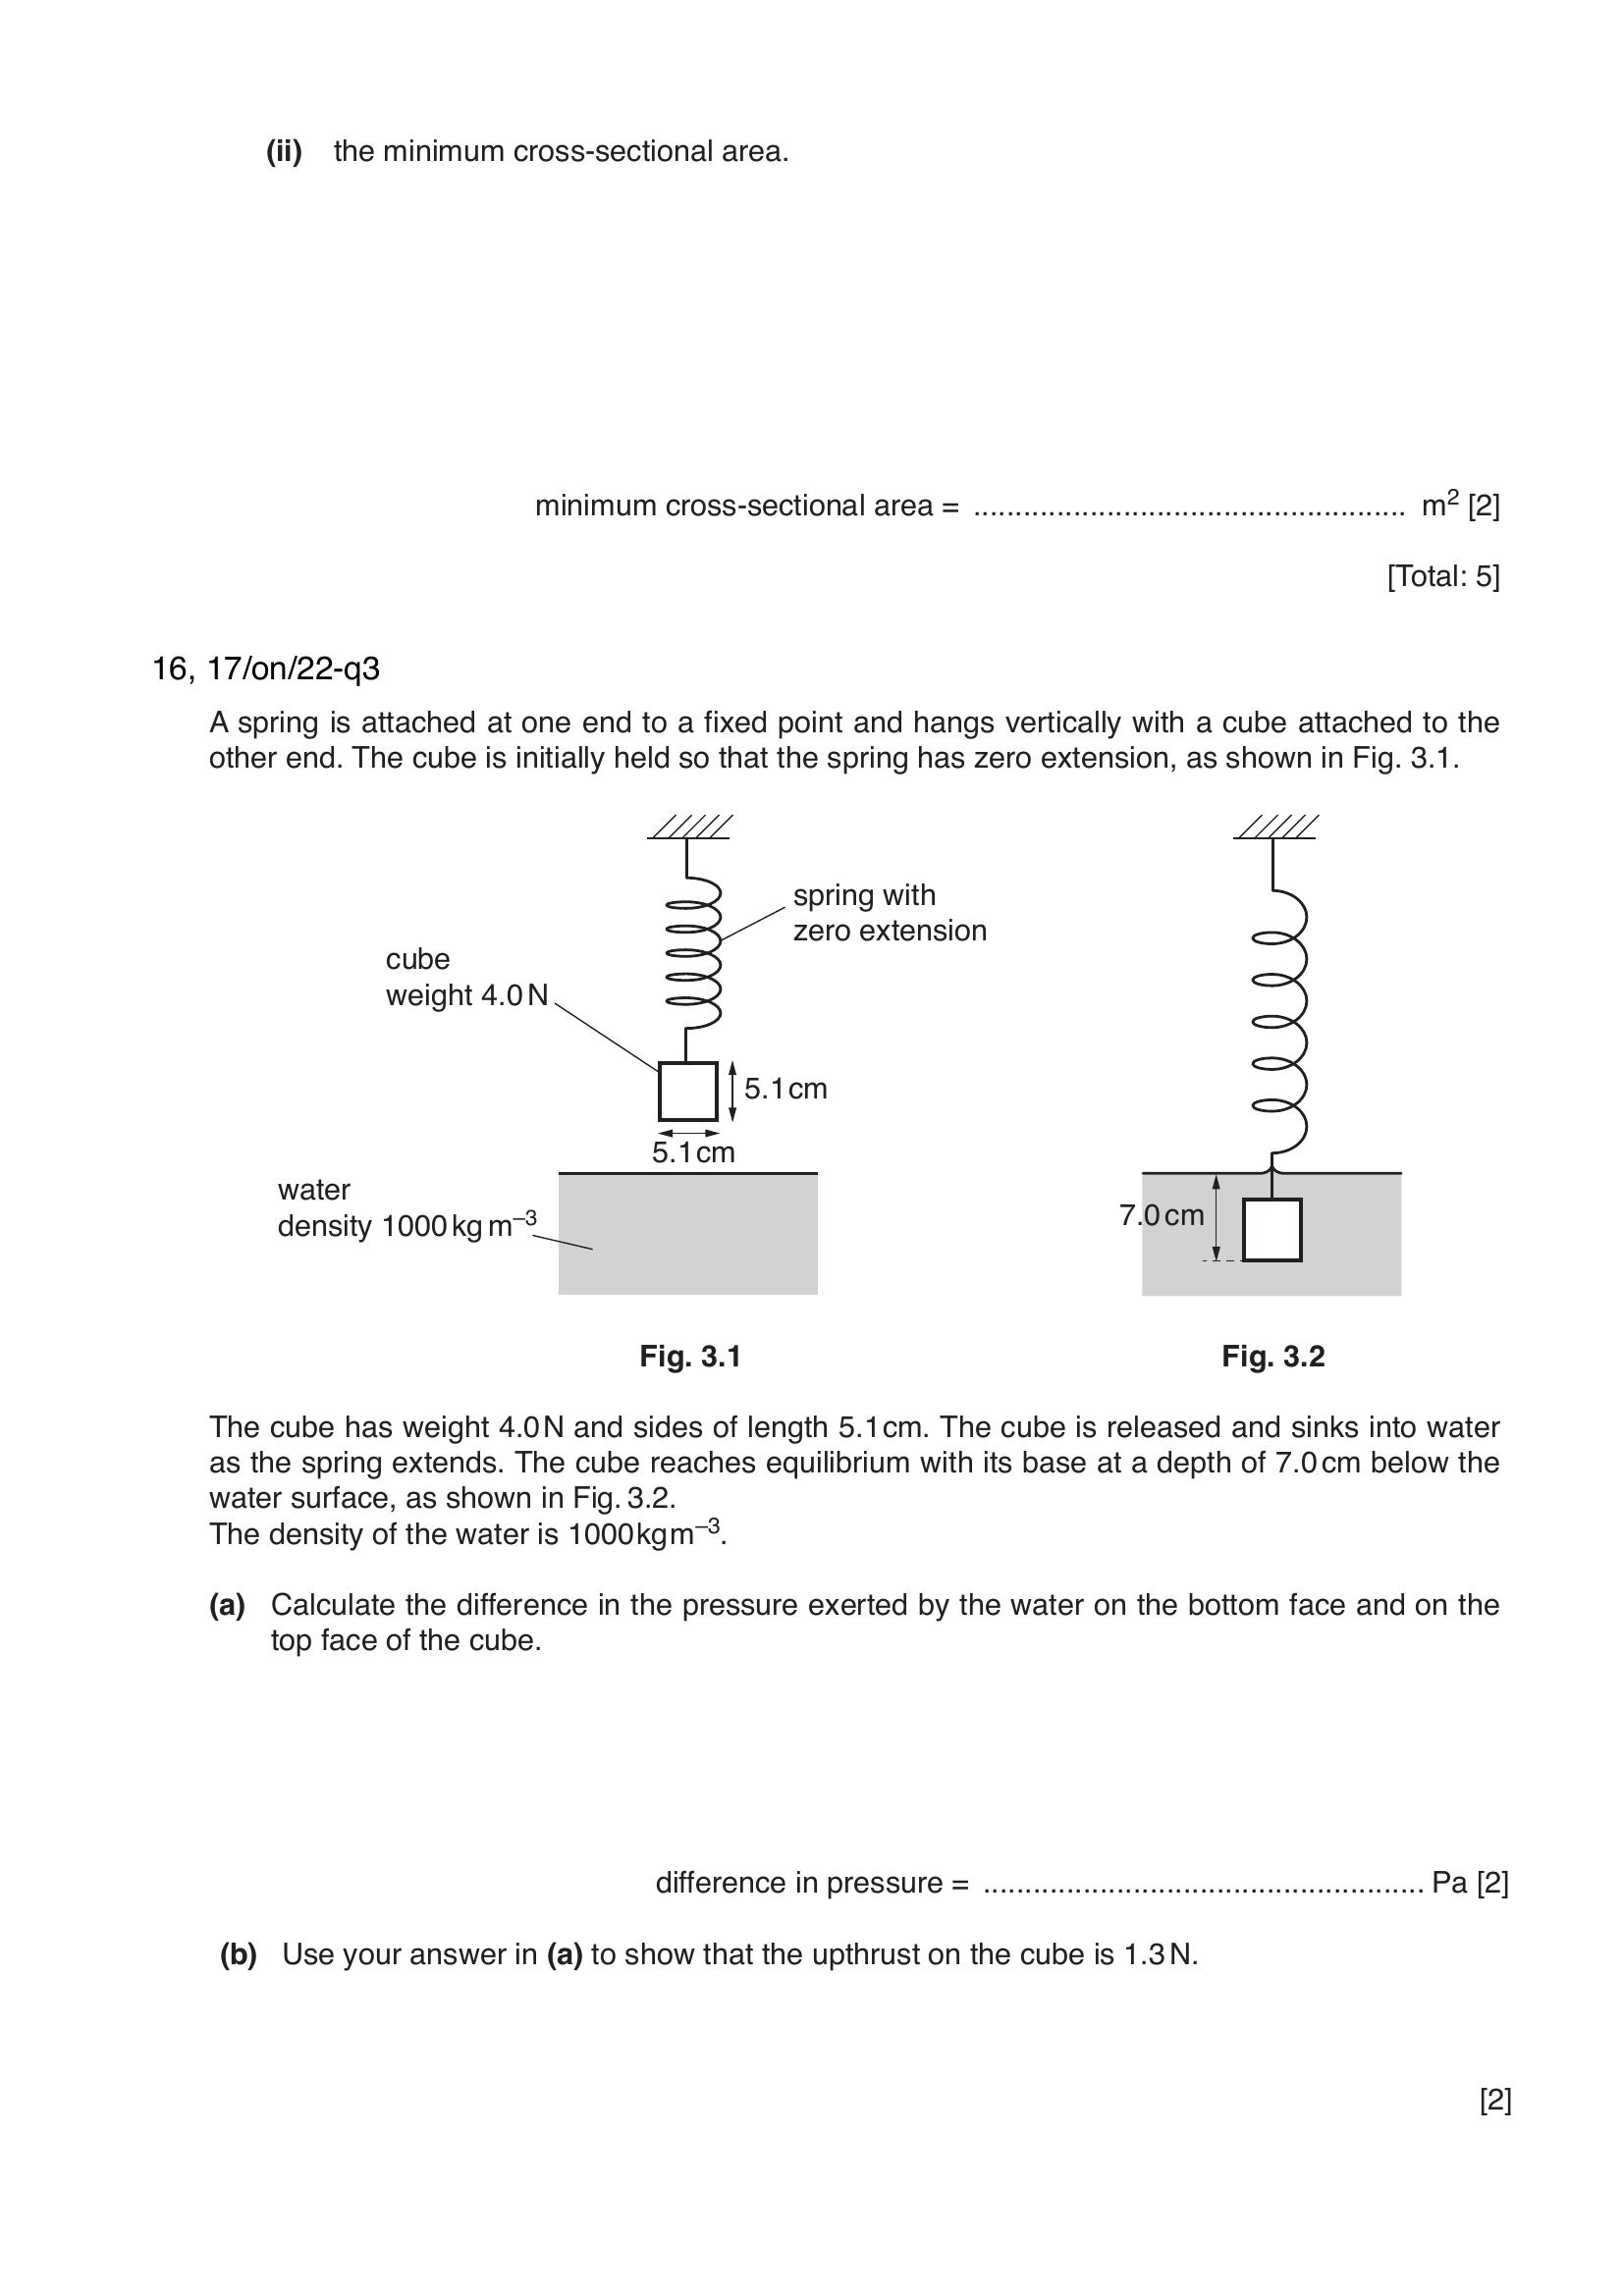 (ii) the minimum cross-sectional area.
minimum cross-sectional area = .................................................... m² [2]
[Total: 5]
16, 17/on/22-q3
A spring is attached at one end to a fixed point and hangs vertically with a cube attached to the
other end. The cube is initially held so that the spring has zero extension, as shown in Fig. 3.1.
spring with
zero extension
cube
weight 4.0 N
5.1 cm
5.1 cm
water
density 1000 kg m⁻³
7.0 cm
Fig. 3.1
Fig. 3.2
The cube has weight 4.0 N and sides of length 5.1 cm. The cube is released and sinks into water
as the spring extends. The cube reaches equilibrium with its base at a depth of 7.0 cm below the
water surface, as shown in Fig. 3.2.
The density of the water is 1000 kg m⁻³.
(a) Calculate the difference in the pressure exerted by the water on the bottom face and on the
top face of the cube.
difference in pressure = ..................................................... Pa [2]
(b) Use your answer in (a) to show that the upthrust on the cube is 1.3 N.
[2]